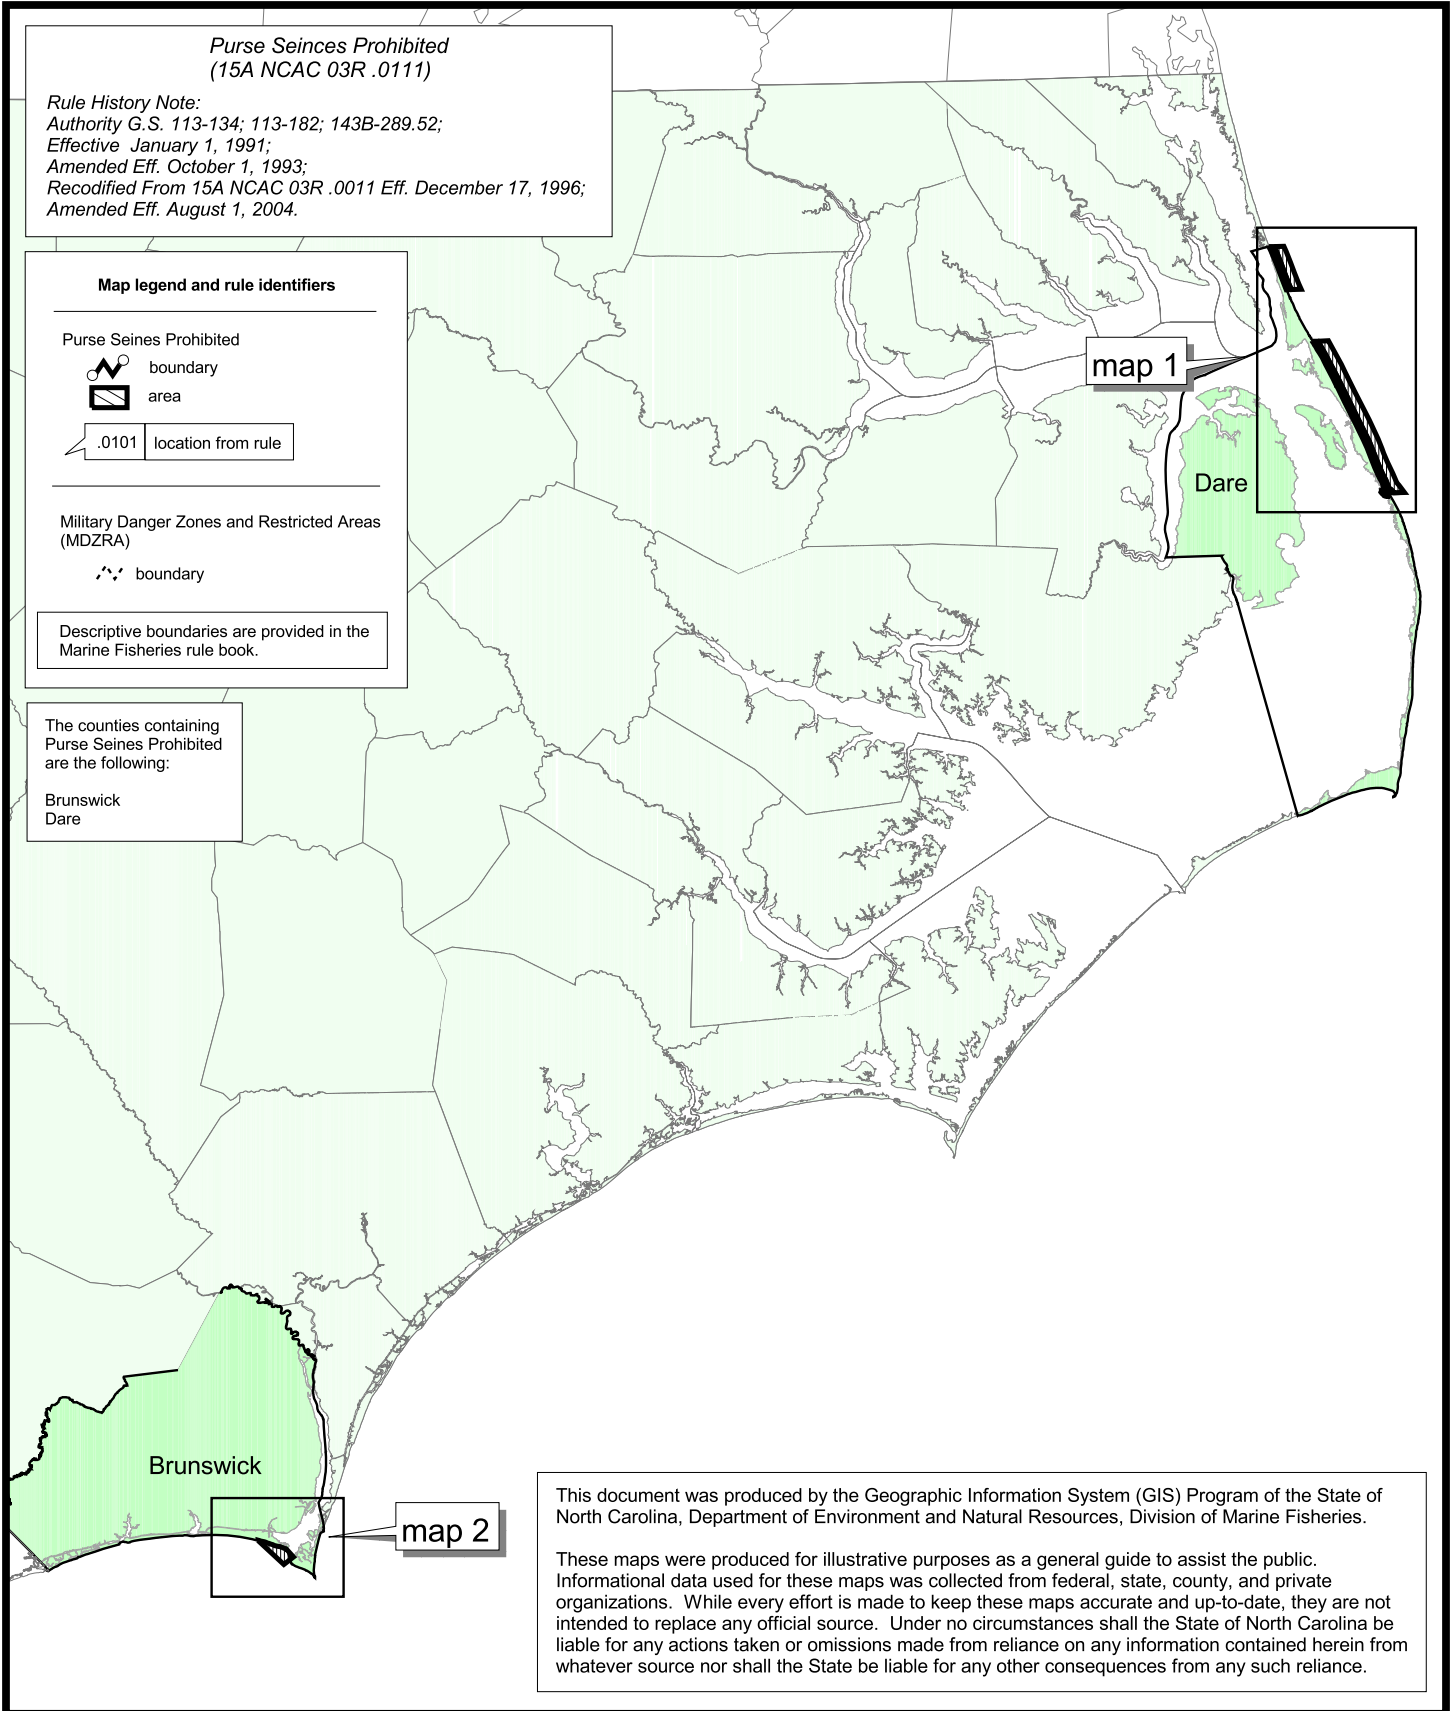 Purse Seinces Prohibited
(15A NCAC 03R .0111)
Rule History Note:
Authority G.S. 113-134; 113-182; 143B-289.52;
Effective  January 1, 1991;
Amended Eff. October 1, 1993;
Recodified From 15A NCAC 03R .0011 Eff. December 17, 1996;
Amended Eff. August 1, 2004.
Map legend and rule identifiers
Purse Seines Prohibited
boundary
area
.0101 location from rule
Military Danger Zones and Restricted Areas
(MDZRA)
boundary
Descriptive boundaries are provided in the
Marine Fisheries rule book.
The counties containing
Purse Seines Prohibited
are the following:
Brunswick
Dare
map 1
Dare
Brunswick
map 2
This document was produced by the Geographic Information System (GIS) Program of the State of
North Carolina, Department of Environment and Natural Resources, Division of Marine Fisheries.
These maps were produced for illustrative purposes as a general guide to assist the public.
Informational data used for these maps was collected from federal, state, county, and private
organizations.  While every effort is made to keep these maps accurate and up-to-date, they are not
intended to replace any official source.  Under no circumstances shall the State of North Carolina be
liable for any actions taken or omissions made from reliance on any information contained herein from
whatever source nor shall the State be liable for any other consequences from any such reliance.